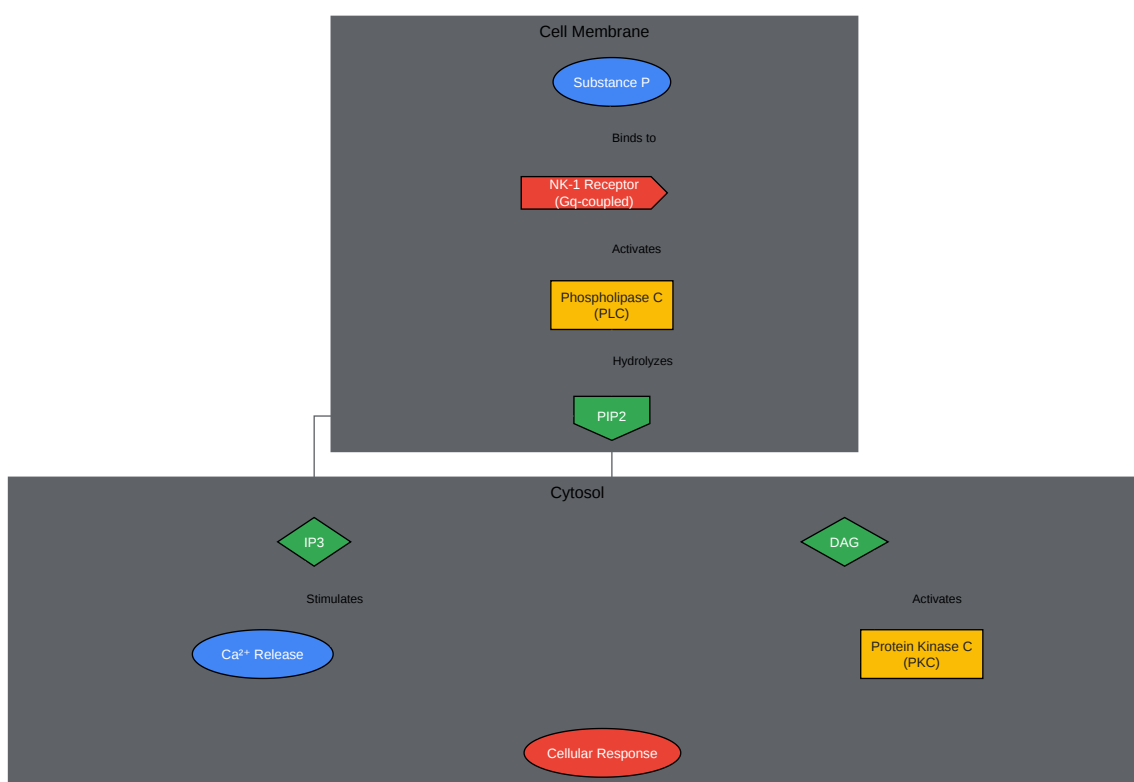 Cell Membrane
Substance P
Binds to
NK-1 Receptor
(Gq-coupled)
Activates
Phospholipase C
(PLC)
Hydrolyzes
PIP2
Cytosol
IP3
DAG
Stimulates
Activates
Ca²⁺ Release
Protein Kinase C
(PKC)
Cellular Response